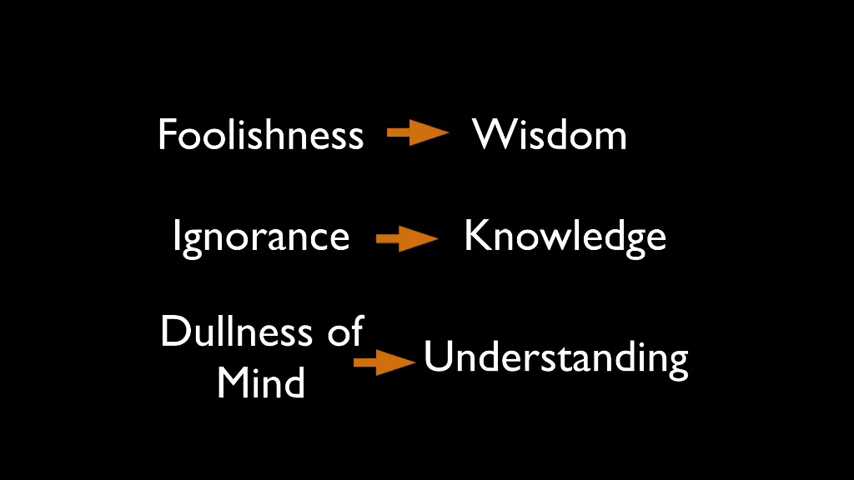 Foolishness Wisdom
Ignorance Knowledge
Dullness of
Mind
Understanding